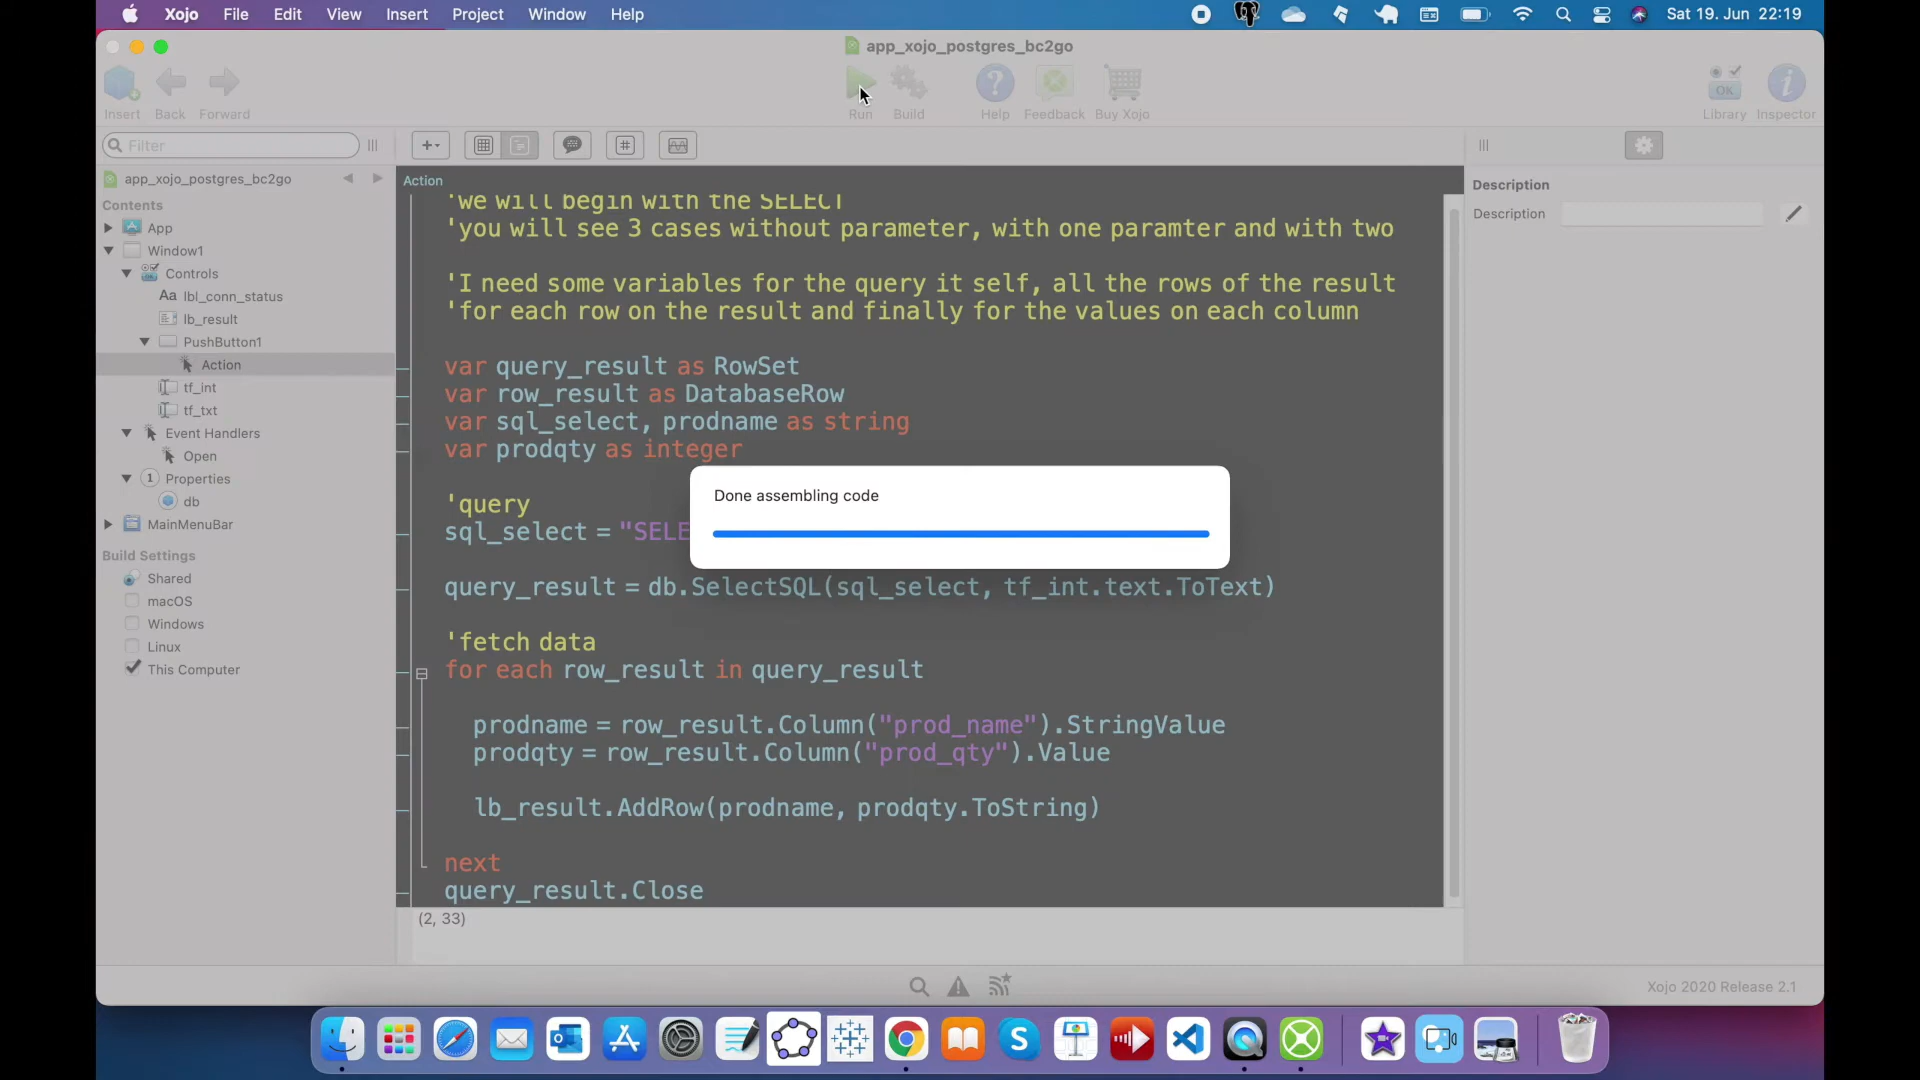 Xojo File Edit View Insert Project Window Help Sat 19. Jun 22:19
app_xojo_postgres_bc2go
Insert Back Forward Run Build Help Feedback Buy Xojo OK Library Inspector
Filter
app_xojo_postgres_bc2go
Contents
App
Window1
Controls
Aa lbl_conn_status
lb_result
PushButton1
Action
tf_int
tf_txt
Event Handlers
Open
1 Properties
db
MainMenuBar
Build Settings
Shared
macOS
Windows
Linux
This Computer
Action
'we will begin with the SELECT
'you will see 3 cases without parameter, with one paramter and with two
'I need some variables for the query it self, all the rows of the result
'for each row on the result and finally for the values on each column
var query_result as RowSet
var row_result as DatabaseRow
var sql_select, prodname as string
var prodqty as integer
'query
sql_select = "SELE
query_result = db.SelectSQL(sql_select, tf_int.text.ToText)
'fetch data
for each row_result in query_result
prodname = row_result.Column("prod_name").StringValue
prodqty = row_result.Column("prod_qty").Value
lb_result.AddRow(prodname, prodqty.ToString)
next
query_result.Close
(2, 33)
Done assembling code
Description
Description
Xojo 2020 Release 2.1